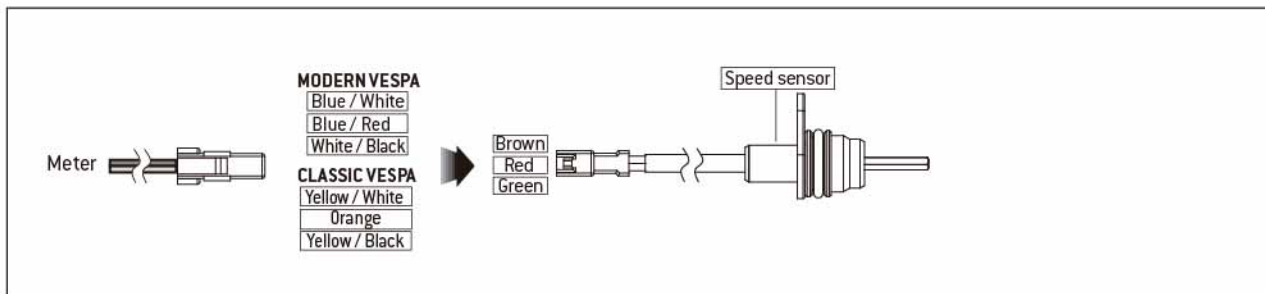 Meter
MODERN VESPA
Blue / White
Blue / Red
White / Black
CLASSIC VESPA
Yellow / White
Orange
Yellow / Black
Brown
Red
Green
Speed sensor